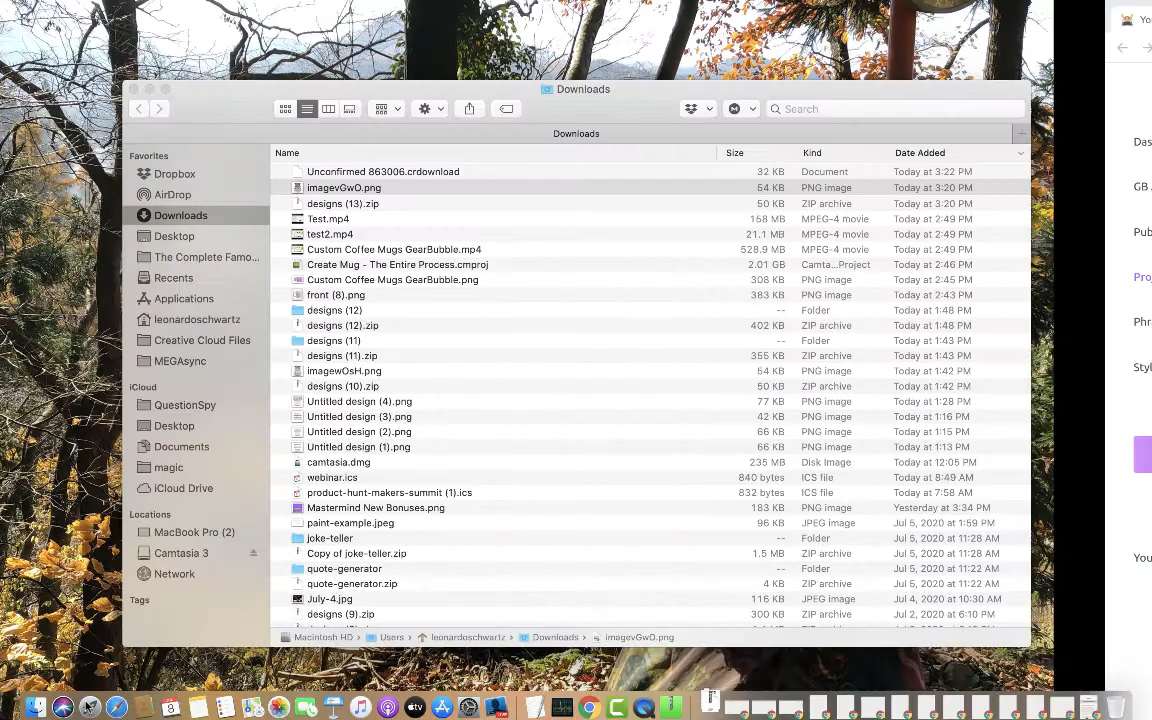 Downloads
Search
Downloads
Name Size Kind Date Added
Favorites
Dropbox
AirDrop
Downloads
Desktop
The Complete Famo...
Recents
Applications
leonardoschwartz
Creative Cloud Files
MEGAsync
iCloud
QuestionSpy
Desktop
Documents
magic
iCloud Drive
Locations
MacBook Pro (2)
Camtasia 3
Network
Tags
Unconfirmed 863006.crdownload 32 KB Document Today at 3:22 PM
imagevGwO.png 54 KB PNG image Today at 3:20 PM
designs (13).zip 50 KB ZIP archive Today at 3:20 PM
Test.mp4 158 MB MPEG-4 movie Today at 2:49 PM
test2.mp4 21.1 MB MPEG-4 movie Today at 2:49 PM
Custom Coffee Mugs GearBubble.mp4 528.9 MB MPEG-4 movie Today at 2:49 PM
Create Mug - The Entire Process.cmproj 2.01 GB Camta...Project Today at 2:46 PM
Custom Coffee Mugs GearBubble.png 308 KB PNG image Today at 2:45 PM
front (8).png 383 KB PNG image Today at 2:43 PM
designs (12) -- Folder Today at 1:48 PM
designs (12).zip 402 KB ZIP archive Today at 1:48 PM
designs (11) -- Folder Today at 1:43 PM
designs (11).zip 355 KB ZIP archive Today at 1:43 PM
imagewOsH.png 54 KB PNG image Today at 1:42 PM
designs (10).zip 50 KB ZIP archive Today at 1:42 PM
Untitled design (4).png 77 KB PNG image Today at 1:28 PM
Untitled design (3).png 42 KB PNG image Today at 1:16 PM
Untitled design (2).png 66 KB PNG image Today at 1:15 PM
Untitled design (1).png 66 KB PNG image Today at 1:13 PM
camtasia.dmg 235 MB Disk Image Today at 12:05 PM
webinar.ics 840 bytes ICS file Today at 8:49 AM
product-hunt-makers-summit (1).ics 832 bytes ICS file Today at 7:58 AM
Mastermind New Bonuses.png 183 KB PNG image Yesterday at 3:34 PM
paint-example.jpeg 96 KB JPEG image Jul 5, 2020 at 1:59 PM
joke-teller -- Folder Jul 5, 2020 at 11:28 AM
Copy of joke-teller.zip 1.5 MB ZIP archive Jul 5, 2020 at 11:28 AM
quote-generator -- Folder Jul 5, 2020 at 11:22 AM
quote-generator.zip 4 KB ZIP archive Jul 5, 2020 at 11:22 AM
July-4.jpg 116 KB JPEG image Jul 4, 2020 at 10:30 AM
designs (9).zip 300 KB ZIP archive Jul 2, 2020 at 6:10 PM
Macintosh HD › Users › leonardoschwartz › Downloads › imagevGwO.png
Yo
Das
GB
Pub
Pro
Phr
Styl
You